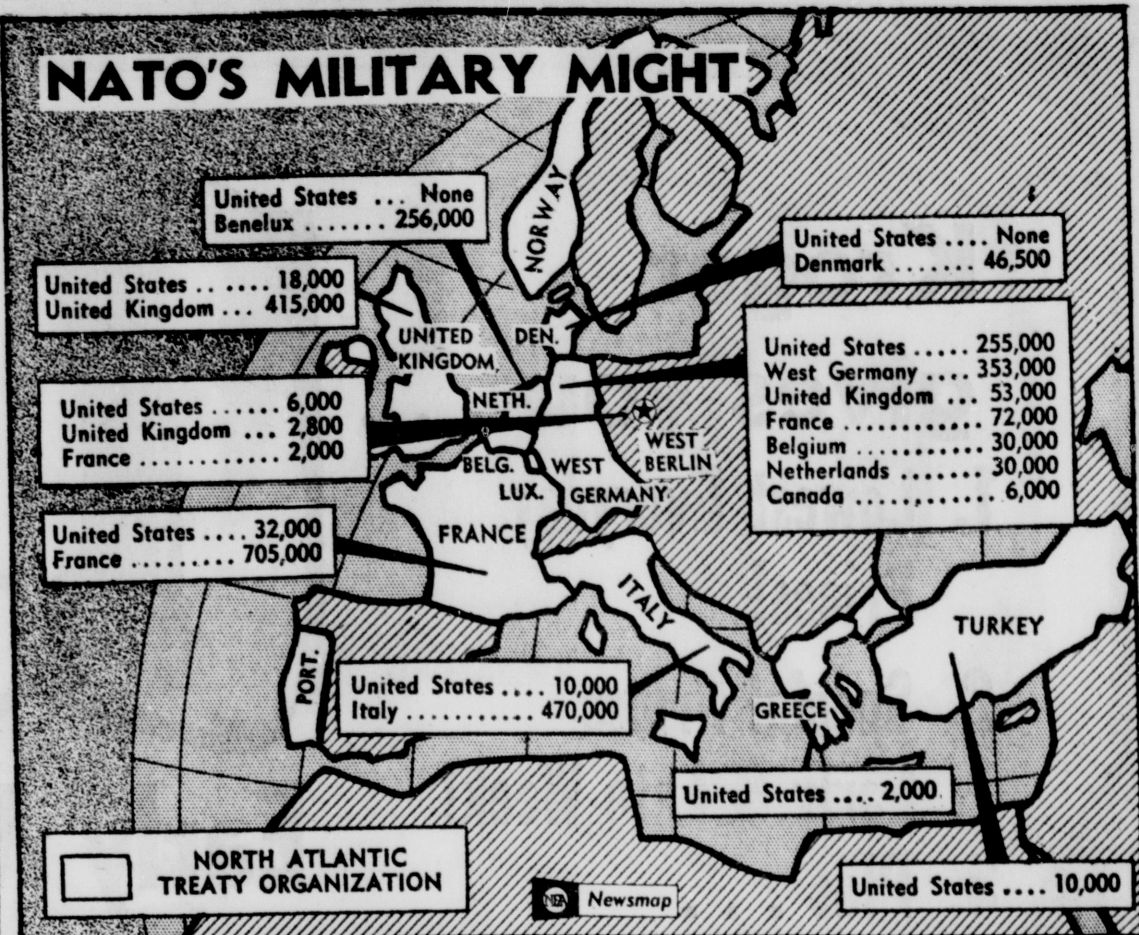 NATO'S MILITARY MIGHT
United States ... None
Benelux ....... 256,000
United States .. .... 18,000
United Kingdom ... 415,000
United States ...... 6,000
United Kingdom ... 2,800
France ............ 2,000
United States .... 32,000
France ......... 705,000
United States .... None
Denmark ....... 46,500
United States ..... 255,000
West Germany .... 353,000
United Kingdom ... 53,000
France ............ 72,000
Belgium ........... 30,000
Netherlands ....... 30,000
Canada ............ 6,000
NORWAY
UNITED
KINGDOM
DEN.
NETH.
BELG.
LUX.
WEST
GERMANY
WEST
BERLIN
FRANCE
ITALY
PORT.
GREECE
TURKEY
United States .... 10,000
Italy .......... 470,000
United States .... 2,000
United States .... 10,000
NORTH ATLANTIC
TREATY ORGANIZATION
NEA Newsmap